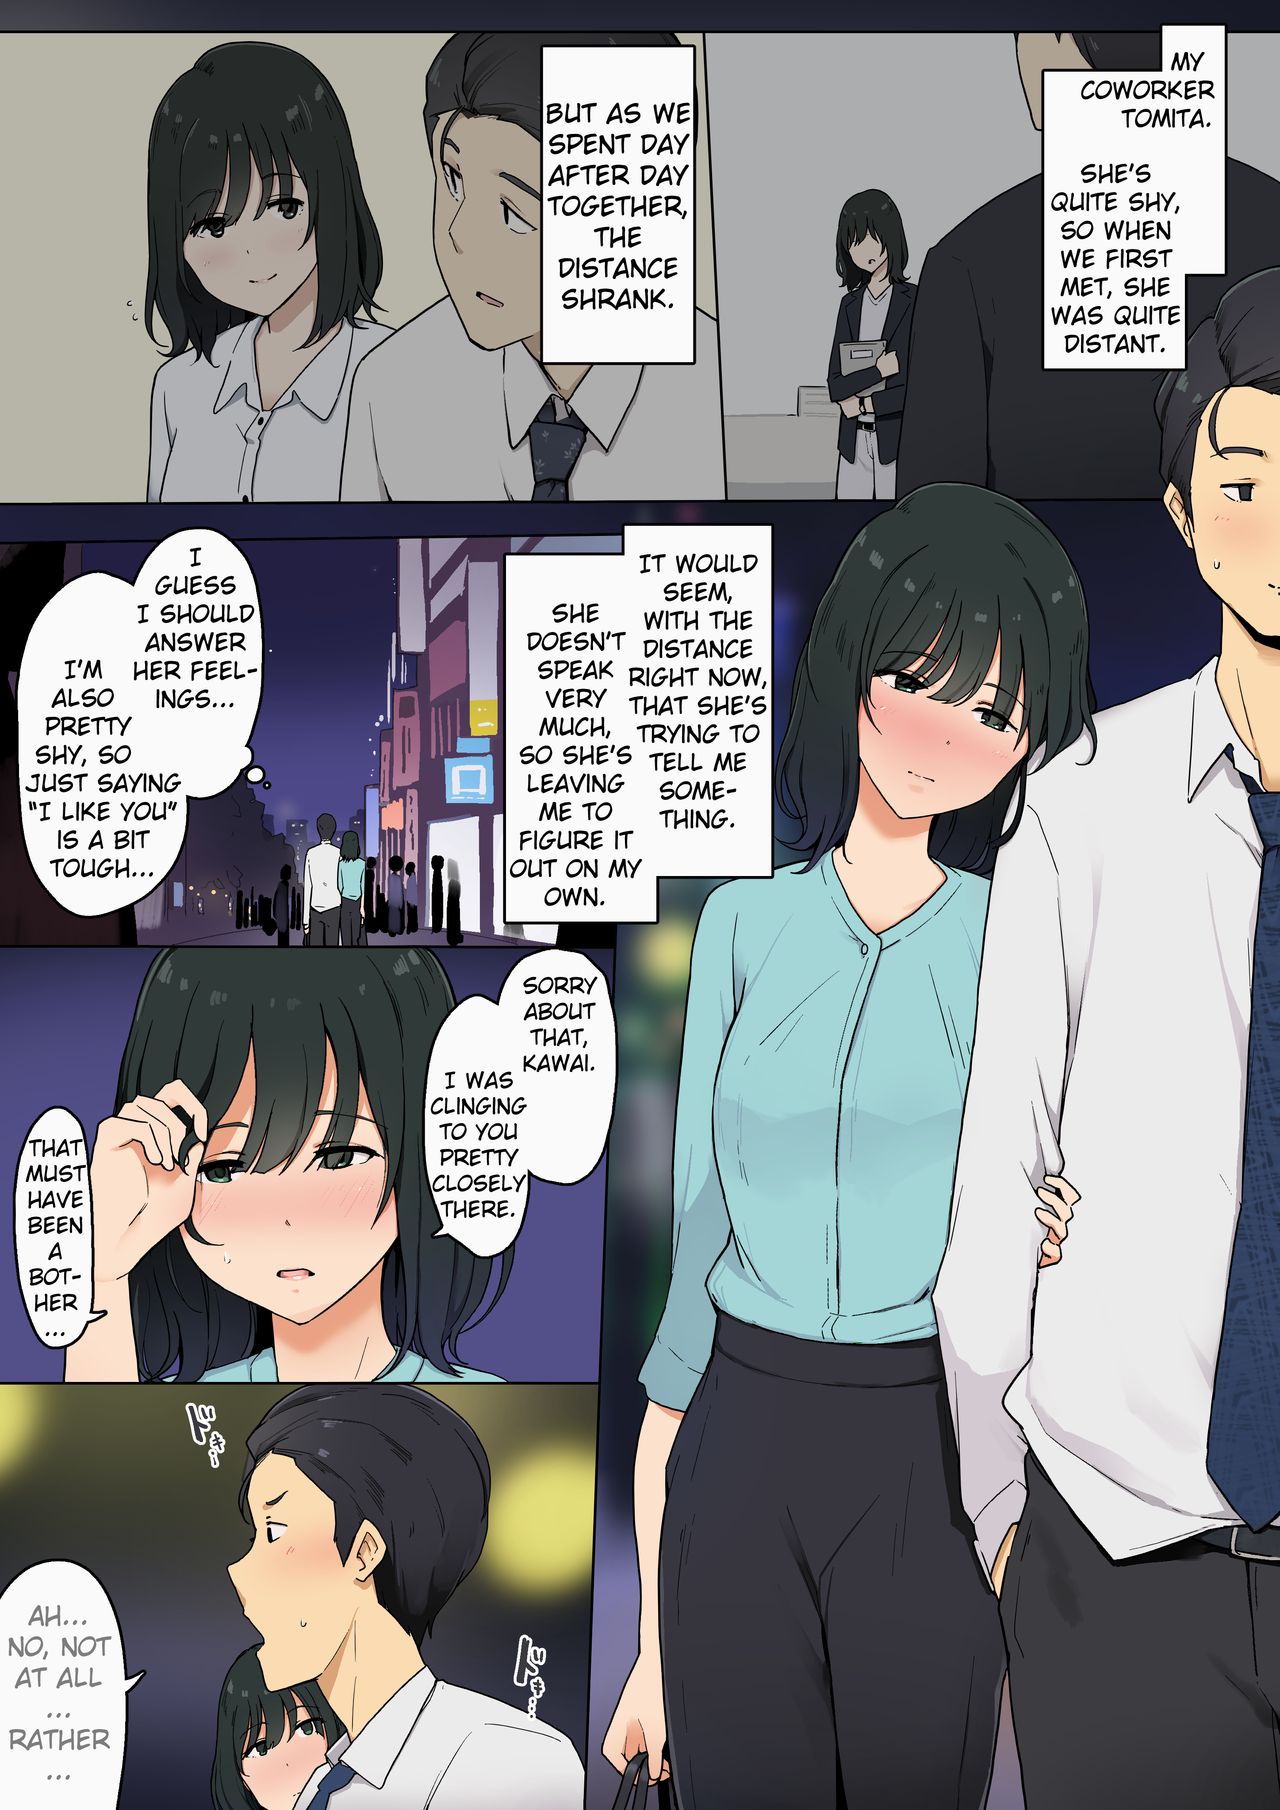 MY
COWORKER
TOMITA.
SHE'S
QUITE SHY,
SO WHEN
WE FIRST
MET, SHE
WAS QUITE
DISTANT.
BUT AS WE
SPENT DAY
AFTER DAY
TOGETHER,
THE
DISTANCE
SHRANK.
IT WOULD
SEEM,
WITH THE
DISTANCE
RIGHT NOW,
THAT SHE'S
TRYING TO
TELL ME
SOME-
THING.
SHE
DOESN'T
SPEAK
VERY
MUCH,
SO SHE'S
LEAVING
ME TO
FIGURE IT
OUT ON MY
OWN.
I
GUESS
I SHOULD
ANSWER
HER FEEL-
INGS...
I'M
ALSO
PRETTY
SHY, SO
JUST SAYING
"I LIKE YOU"
IS A BIT
TOUGH...
SORRY
ABOUT
THAT,
KAWAI.
I WAS
CLINGING
TO YOU
PRETTY
CLOSELY
THERE.
THAT
MUST
HAVE
BEEN
A
BOT-
HER
...
ドキ…
ドキ…
AH...
NO, NOT
AT ALL
...
RATHER
...